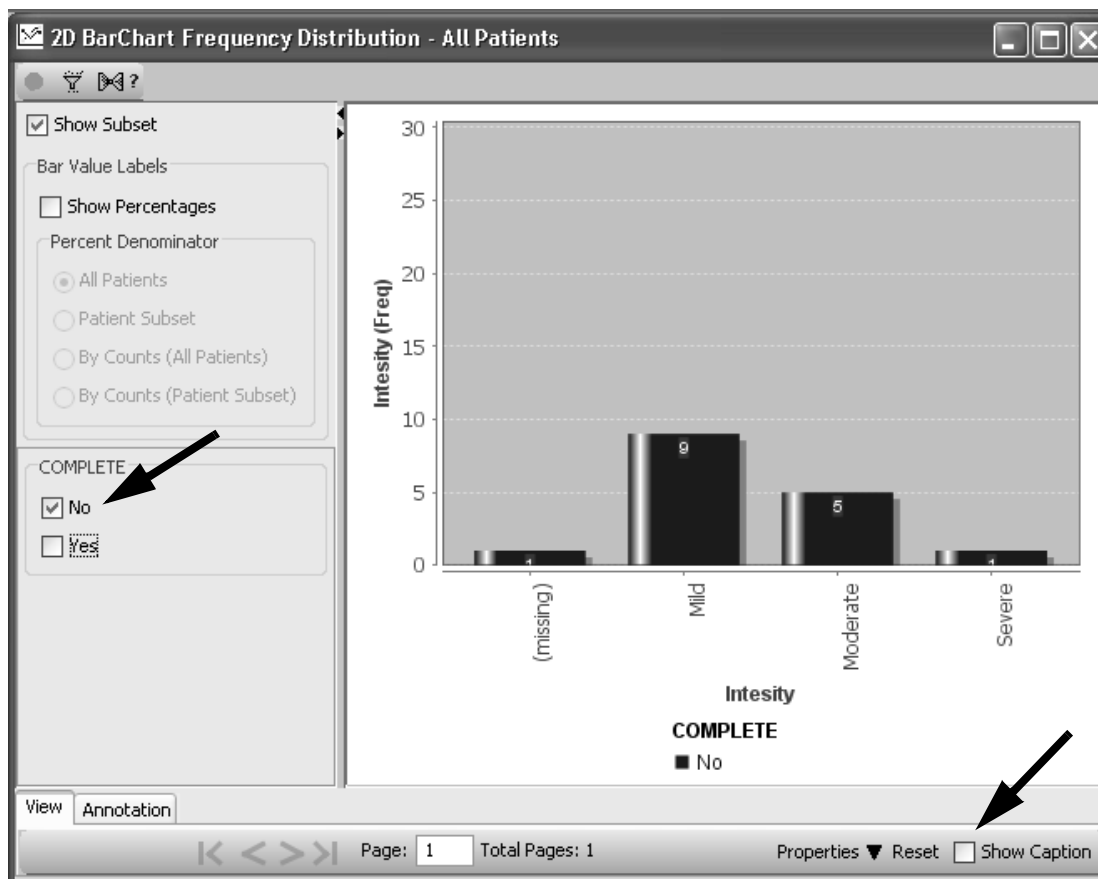 2D BarChart Frequency Distribution - All Patients
?
Show Subset
Bar Value Labels
Show Percentages
Percent Denominator
All Patients
Patient Subset
By Counts (All Patients)
By Counts (Patient Subset)
COMPLETE
No
Yes
30
25
20
15
10
5
0
Intesity (Freq)
1
9
5
1
(missing)
Mild
Moderate
Severe
Intesity
COMPLETE
No
View Annotation
Page: 1 Total Pages: 1 Properties Reset Show Caption